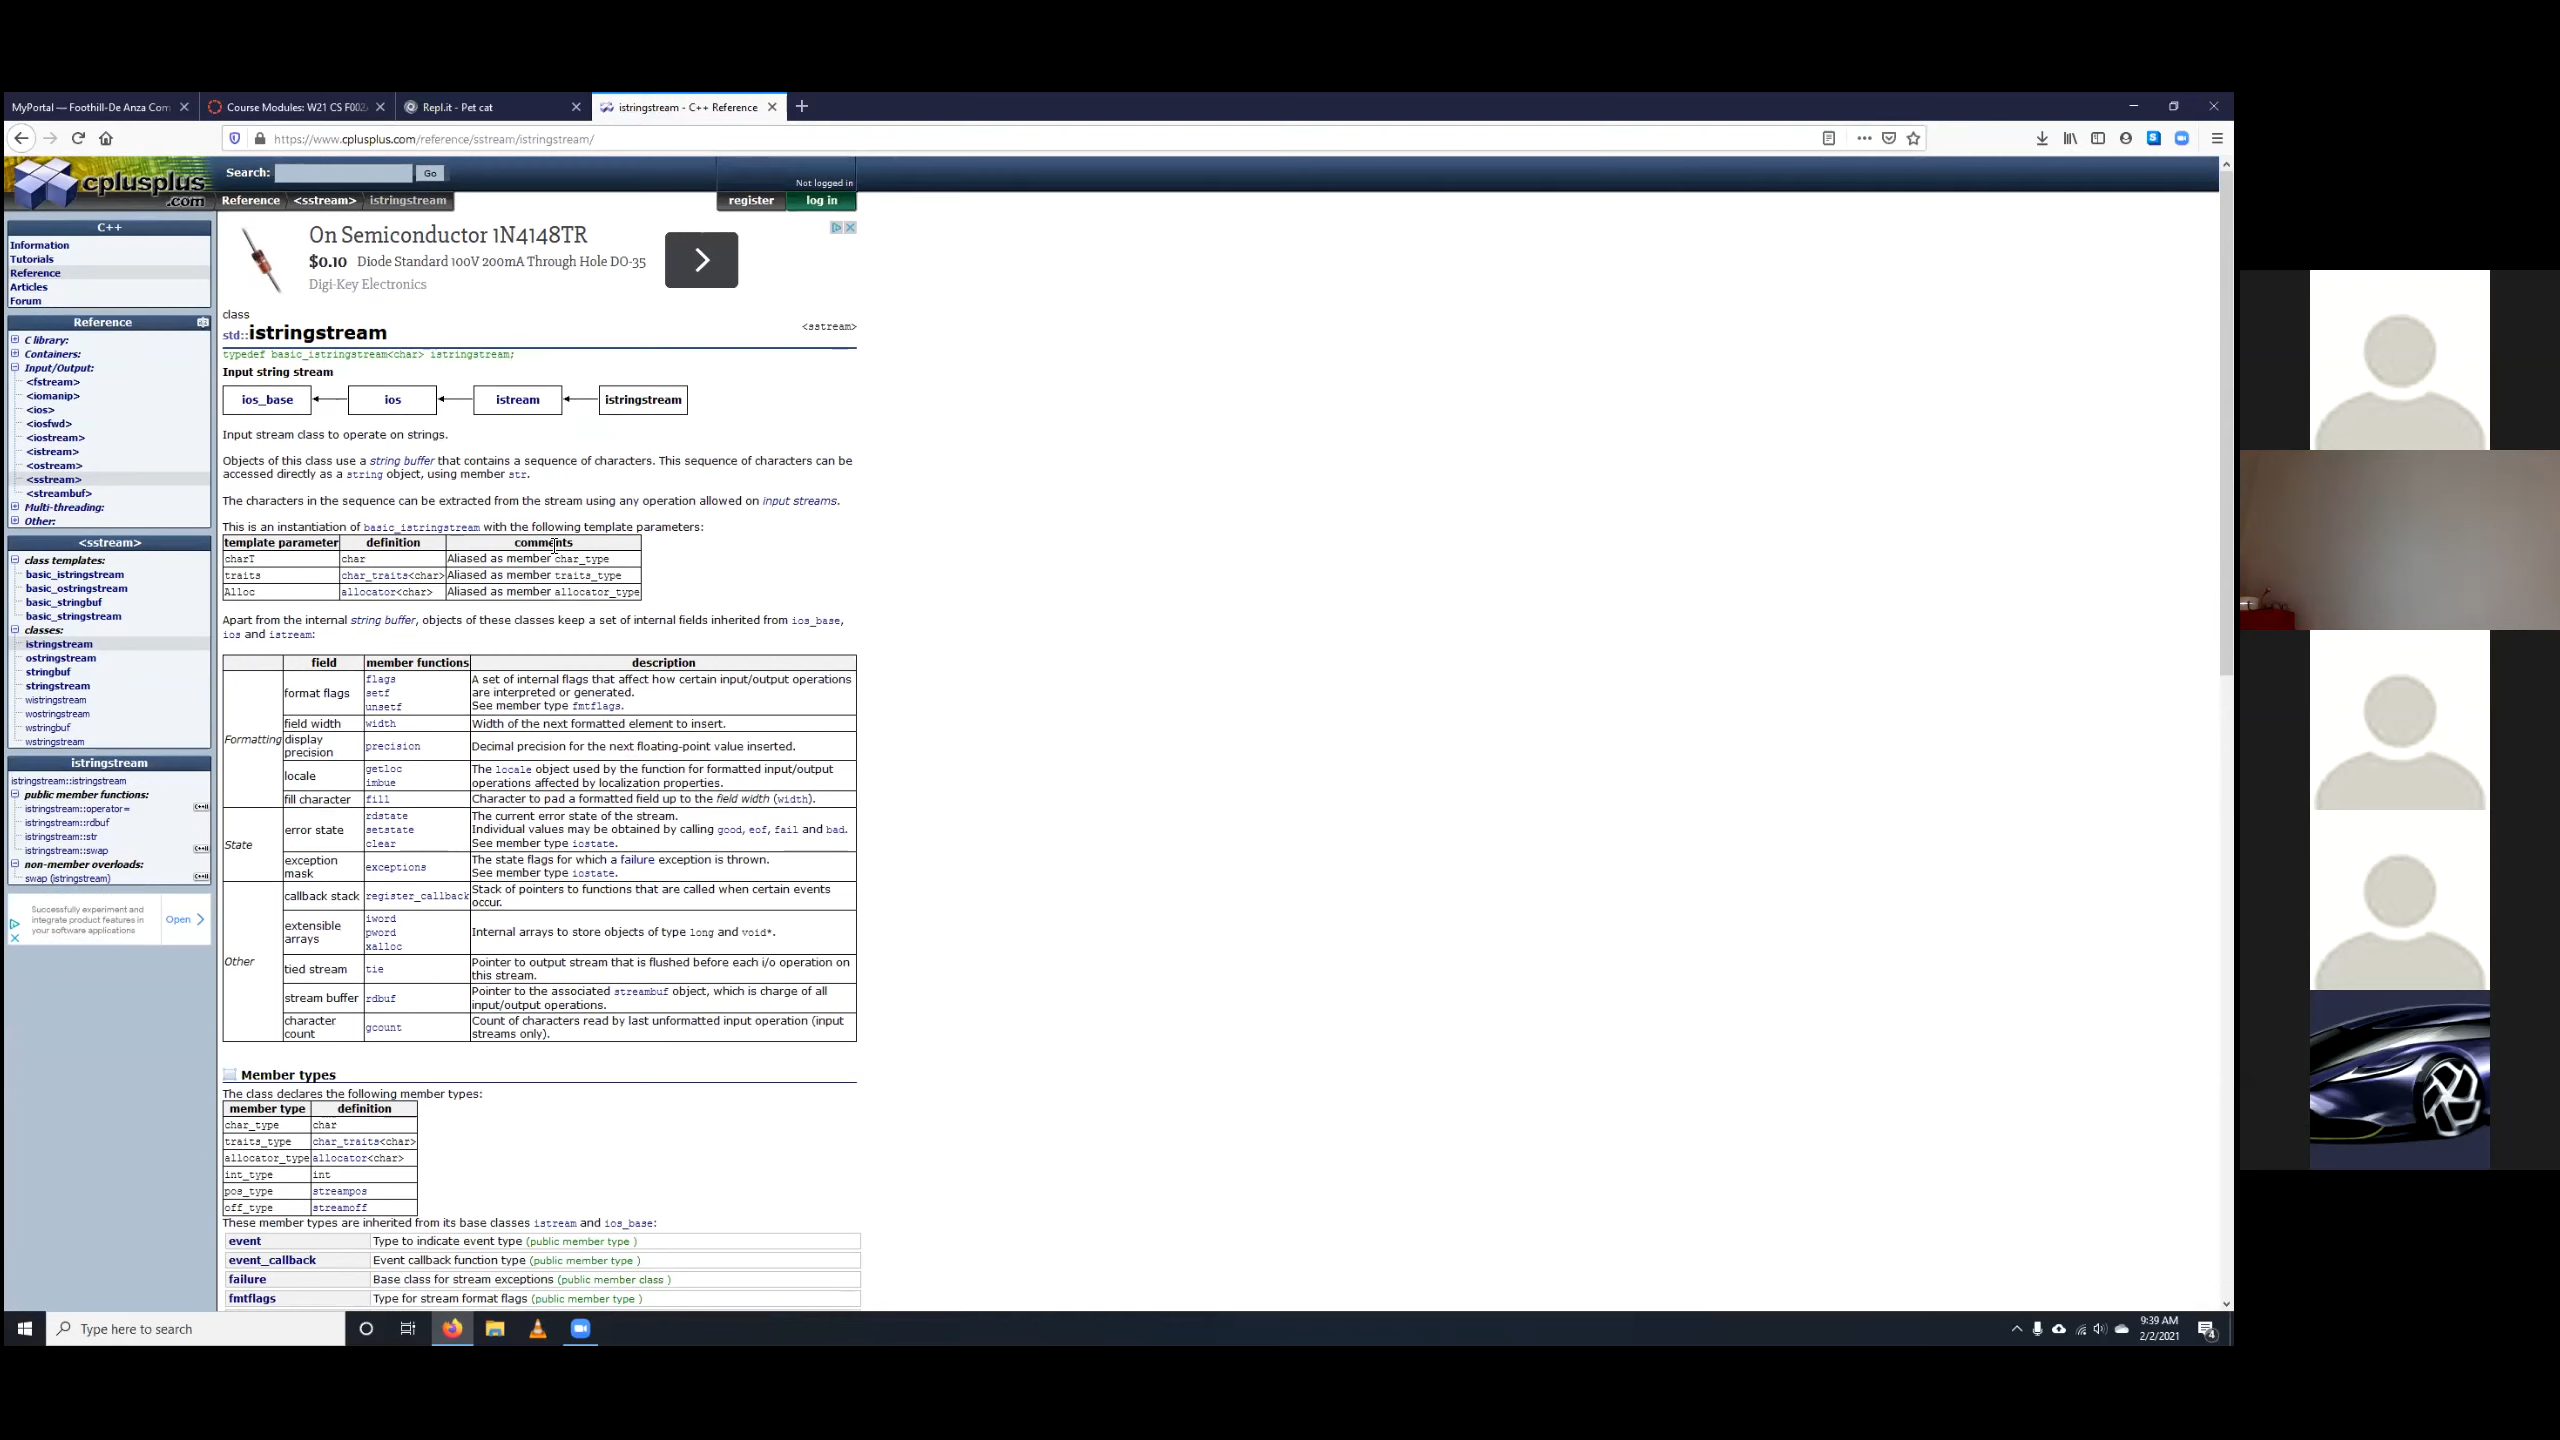 MyPortal — Foothill-De Anza Com
Course Modules: W21 CS F002
Repl.it - Pet cat
istringstream - C++ Reference
https://www.cplusplus.com/reference/sstream/istringstream/
cplusplus
.com
Search:
Go
Not logged in
Reference
<sstream>
istringstream
register
log in
C++
Information
Tutorials
Reference
Articles
Forum
Reference
C library:
Containers:
Input/Output:
<fstream>
<iomanip>
<ios>
<iosfwd>
<iostream>
<istream>
<ostream>
<sstream>
<streambuf>
Multi-threading:
Other:
<sstream>
class templates:
basic_istringstream
basic_ostringstream
basic_stringbuf
basic_stringstream
classes:
istringstream
ostringstream
stringbuf
stringstream
wistringstream
wostringstream
wstringbuf
wstringstream
istringstream
istringstream::istringstream
public member functions:
istringstream::operator=
istringstream::rdbuf
istringstream::str
istringstream::swap
non-member overloads:
swap (istringstream)
Successfully experiment and
integrate product features in
your software applications
Open
On Semiconductor 1N4148TR
$0.10 Diode Standard 100V 200mA Through Hole DO-35
Digi-Key Electronics
class
std::istringstream
<sstream>
typedef basic_istringstream<char> istringstream;
Input string stream
ios_base
ios
istream
istringstream
Input stream class to operate on strings.
Objects of this class use a string buffer that contains a sequence of characters. This sequence of characters can be
accessed directly as a string object, using member str.
The characters in the sequence can be extracted from the stream using any operation allowed on input streams.
This is an instantiation of basic_istringstream with the following template parameters:
template parameter definition comments
charT char Aliased as member char_type
traits char_traits<char> Aliased as member traits_type
Alloc allocator<char> Aliased as member allocator_type
Apart from the internal string buffer, objects of these classes keep a set of internal fields inherited from ios_base,
ios and istream:
field member functions description
Formatting
format flags
flags
setf
unsetf
A set of internal flags that affect how certain input/output operations
are interpreted or generated.
See member type fmtflags.
field width width Width of the next formatted element to insert.
display
precision
precision
Decimal precision for the next floating-point value inserted.
locale
getloc
imbue
The locale object used by the function for formatted input/output
operations affected by localization properties.
fill character fill Character to pad a formatted field up to the field width (width).
State
error state
rdstate
setstate
clear
The current error state of the stream.
Individual values may be obtained by calling good, eof, fail and bad.
See member type iostate.
exception
mask
exceptions
The state flags for which a failure exception is thrown.
See member type iostate.
Other
callback stack
register_callback
Stack of pointers to functions that are called when certain events
occur.
extensible
arrays
iword
pword
xalloc
Internal arrays to store objects of type long and void*.
tied stream
tie
Pointer to output stream that is flushed before each i/o operation on
this stream.
stream buffer
rdbuf
Pointer to the associated streambuf object, which is charge of all
input/output operations.
character
count
gcount
Count of characters read by last unformatted input operation (input
streams only).
Member types
The class declares the following member types:
member type definition
char_type char
traits_type char_traits<char>
allocator_type allocator<char>
int_type int
pos_type streampos
off_type streamoff
These member types are inherited from its base classes istream and ios_base:
event Type to indicate event type (public member type )
event_callback Event callback function type (public member type )
failure Base class for stream exceptions (public member class )
fmtflags Type for stream format flags (public member type )
Type here to search
9:39 AM
2/2/2021
4